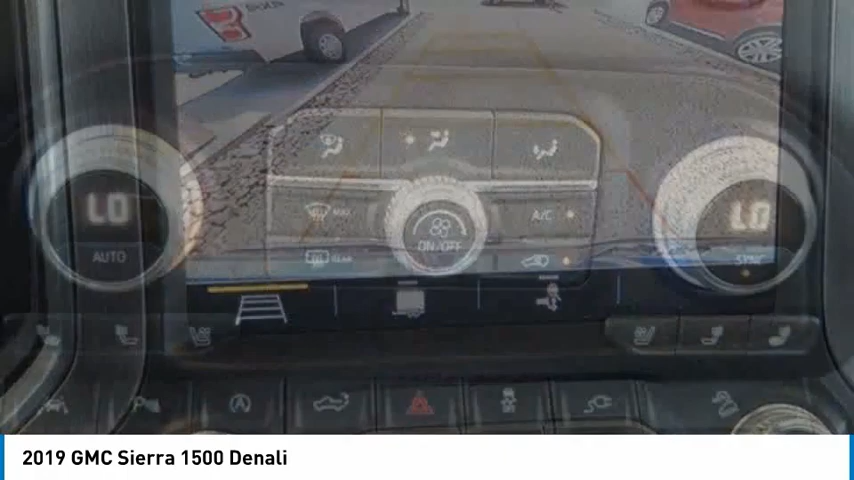 LO
LO
MAX
A/C
AUTO
ON/OFF
REAR
SYNC
2019 GMC Sierra 1500 Denali